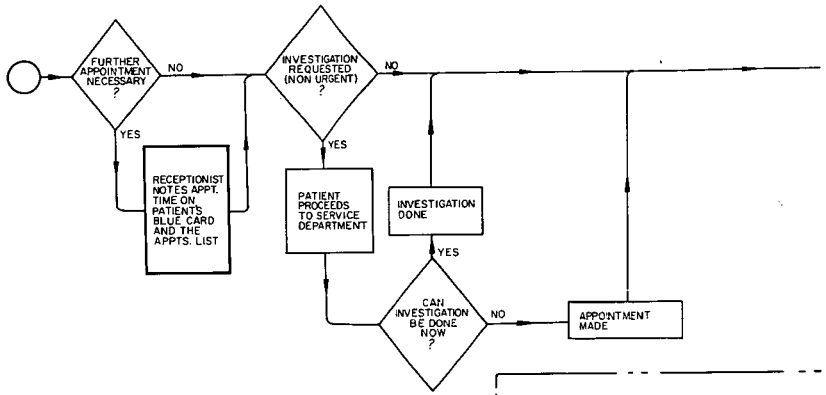 FURTHER
APPOINTMENT
NECESSARY
?
NO
YES
RECEPTIONIST
NOTES APPT.
TIME ON
PATIENT'S
BLUE CARD
AND THE
APPTS. LIST
INVESTIGATION
REQUESTED
(NON URGENT)
?
NO
YES
PATIENT
PROCEEDS
TO SERVICE
DEPARTMENT
INVESTIGATION
DONE
YES
CAN
INVESTIGATION
BE DONE
NOW
?
NO
APPOINTMENT
MADE